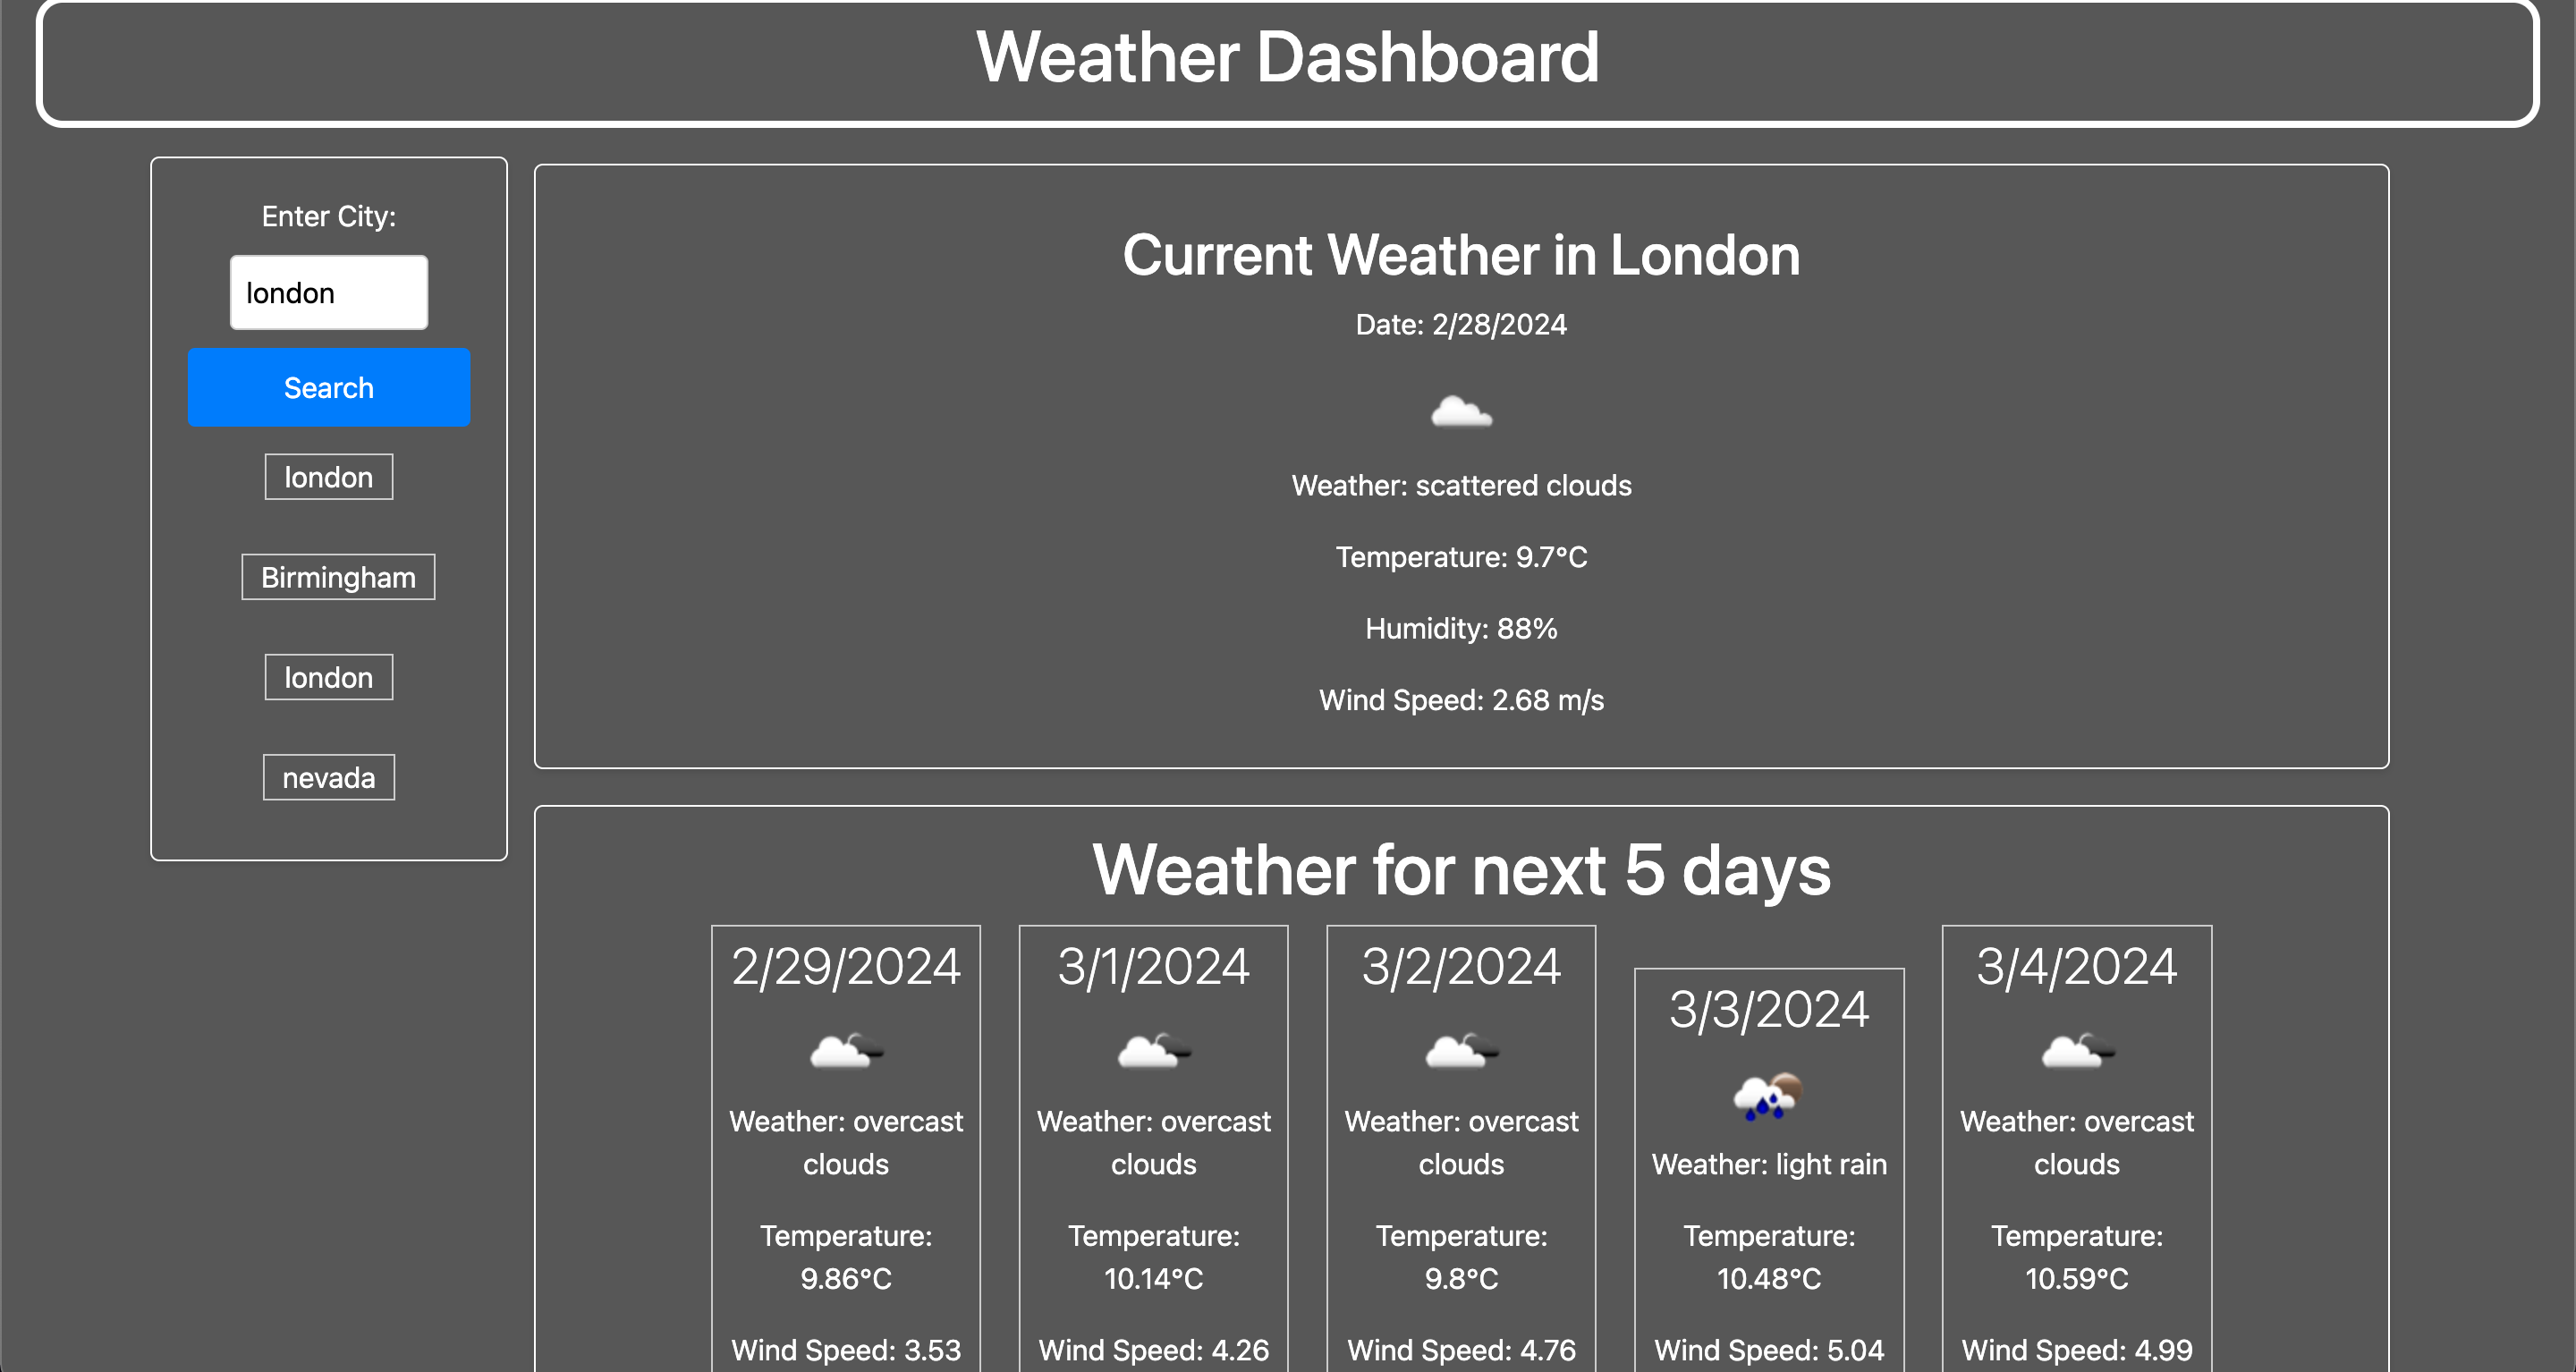 Weather Dashboard
Enter City:
london
Search
london
Birmingham
london
nevada
Current Weather in London
Date: 2/28/2024
Weather: scattered clouds
Temperature: 9.7°C
Humidity: 88%
Wind Speed: 2.68 m/s
Weather for next 5 days
2/29/2024
Weather: overcast
clouds
Temperature:
9.86°C
Wind Speed: 3.53
3/1/2024
Weather: overcast
clouds
Temperature:
10.14°C
Wind Speed: 4.26
3/2/2024
Weather: overcast
clouds
Temperature:
9.8°C
Wind Speed: 4.76
3/3/2024
Weather: light rain
Temperature:
10.48°C
Wind Speed: 5.04
3/4/2024
Weather: overcast
clouds
Temperature:
10.59°C
Wind Speed: 4.99